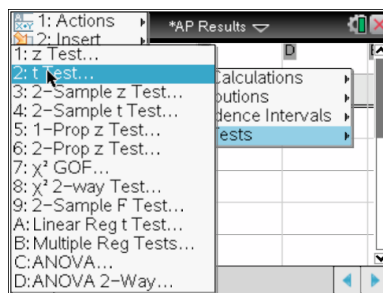 1: Actions
*AP Results
2: Insert
D
1: z Test...
2: t Test...
3: 2-Sample z Test...
4: 2-Sample t Test...
5: 1-Prop z Test...
6: 2-Prop z Test...
7: χ² GOF...
8: χ² 2-way Test...
9: 2-Sample F Test...
A: Linear Reg t Test...
B: Multiple Reg Tests...
C: ANOVA...
D: ANOVA 2-Way...
Calculations
butions
dence Intervals
ests